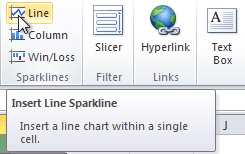 Line
Column
Win/Loss
Sparklines
Slicer
Filter
Hyperlink
Links
Text
Box
Insert Line Sparkline
Insert a line chart within a single
cell.
J